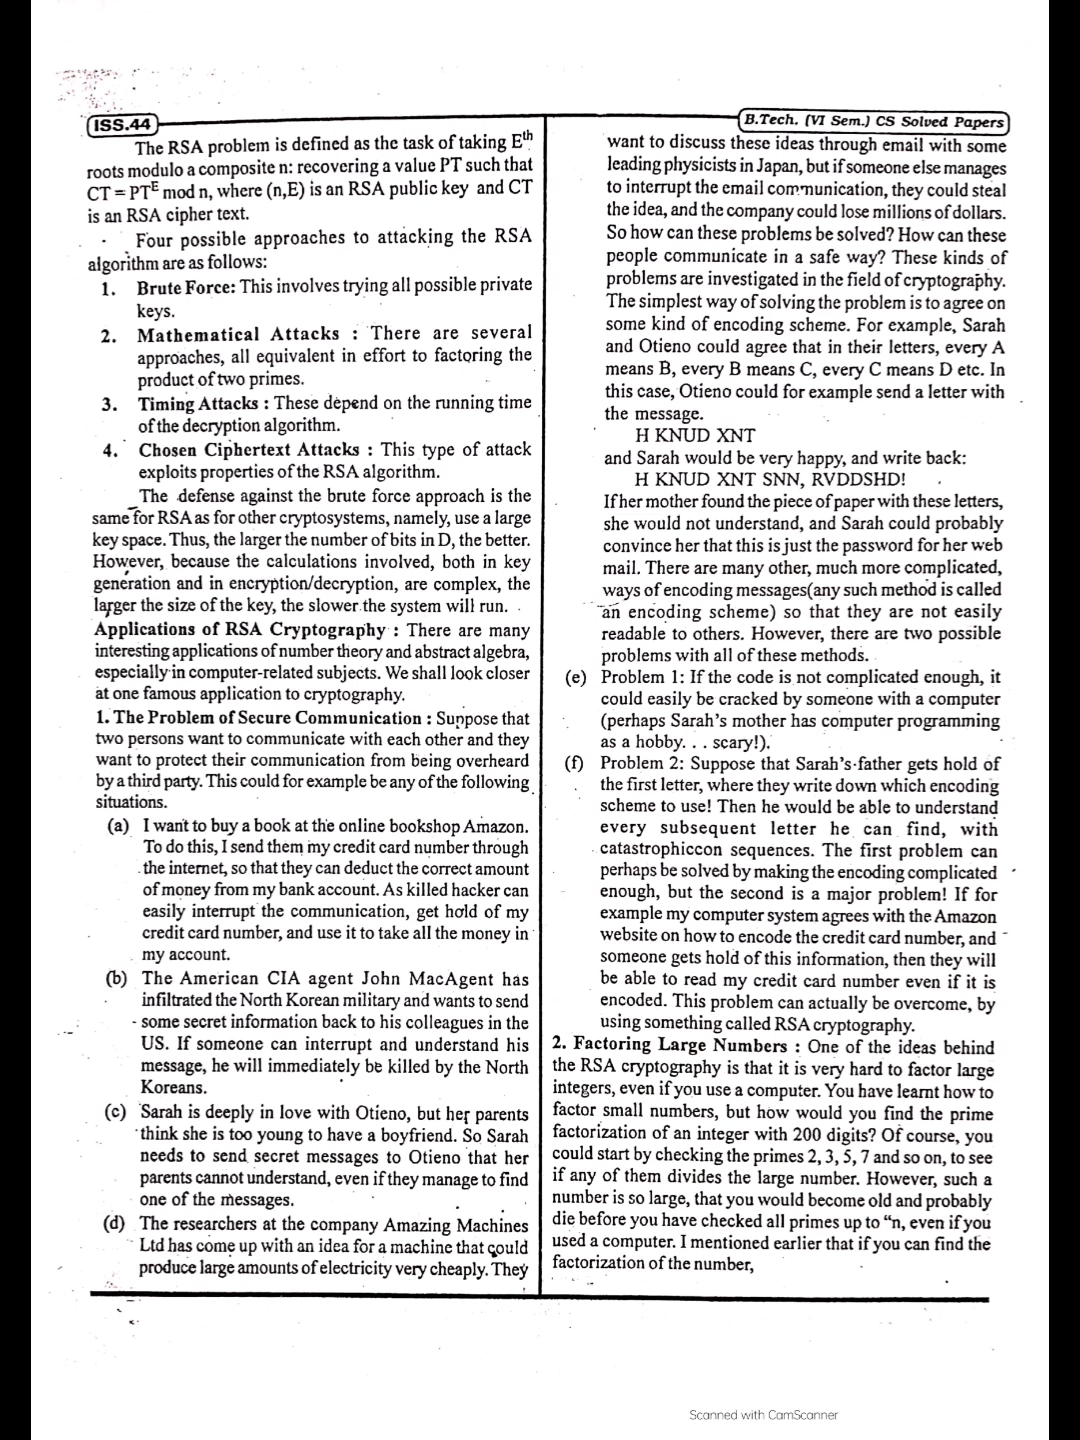 ISS.44
B.Tech. (VI Sem.) CS Solved Papers
The RSA problem is defined as the task of taking Eth
roots modulo a composite n: recovering a value PT such that
CT = PTE mod n, where (n,E) is an RSA public key and CT
is an RSA cipher text.
Four possible approaches to attacking the RSA
algorithm are as follows:
1. Brute Force: This involves trying all possible private
keys.
2. Mathematical Attacks : There are several
approaches, all equivalent in effort to factoring the
product of two primes.
3. Timing Attacks : These depend on the running time
of the decryption algorithm.
4. Chosen Ciphertext Attacks : This type of attack
exploits properties of the RSA algorithm.
The defense against the brute force approach is the
same for RSA as for other cryptosystems, namely, use a large
key space. Thus, the larger the number of bits in D, the better.
However, because the calculations involved, both in key
generation and in encryption/decryption, are complex, the
larger the size of the key, the slower the system will run.
Applications of RSA Cryptography : There are many
interesting applications of number theory and abstract algebra,
especially in computer-related subjects. We shall look closer
at one famous application to cryptography.
1. The Problem of Secure Communication : Suppose that
two persons want to communicate with each other and they
want to protect their communication from being overheard
by a third party. This could for example be any of the following
situations.
(a) I want to buy a book at the online bookshop Amazon.
To do this, I send them my credit card number through
the internet, so that they can deduct the correct amount
of money from my bank account. As killed hacker can
easily interrupt the communication, get hold of my
credit card number, and use it to take all the money in
my account.
(b) The American CIA agent John MacAgent has
infiltrated the North Korean military and wants to send
some secret information back to his colleagues in the
US. If someone can interrupt and understand his
message, he will immediately be killed by the North
Koreans.
(c) Sarah is deeply in love with Otieno, but her parents
think she is too young to have a boyfriend. So Sarah
needs to send secret messages to Otieno that her
parents cannot understand, even if they manage to find
one of the messages.
(d) The researchers at the company Amazing Machines
Ltd has come up with an idea for a machine that could
produce large amounts of electricity very cheaply. They
want to discuss these ideas through email with some
leading physicists in Japan, but if someone else manages
to interrupt the email communication, they could steal
the idea, and the company could lose millions of dollars.
So how can these problems be solved? How can these
people communicate in a safe way? These kinds of
problems are investigated in the field of cryptography.
The simplest way of solving the problem is to agree on
some kind of encoding scheme. For example, Sarah
and Otieno could agree that in their letters, every A
means B, every B means C, every C means D etc. In
this case, Otieno could for example send a letter with
the message.
H KNUD XNT
and Sarah would be very happy, and write back:
H KNUD XNT SNN, RVDDSHD!
If her mother found the piece of paper with these letters,
she would not understand, and Sarah could probably
convince her that this is just the password for her web
mail. There are many other, much more complicated,
ways of encoding messages(any such method is called
an encoding scheme) so that they are not easily
readable to others. However, there are two possible
problems with all of these methods.
(e) Problem 1: If the code is not complicated enough, it
could easily be cracked by someone with a computer
(perhaps Sarah's mother has computer programming
as a hobby. . . scary!).
(f) Problem 2: Suppose that Sarah's father gets hold of
the first letter, where they write down which encoding
scheme to use! Then he would be able to understand
every subsequent letter he can find, with
catastrophiccon sequences. The first problem can
perhaps be solved by making the encoding complicated
enough, but the second is a major problem! If for
example my computer system agrees with the Amazon
website on how to encode the credit card number, and
someone gets hold of this information, then they will
be able to read my credit card number even if it is
encoded. This problem can actually be overcome, by
using something called RSA cryptography.
2. Factoring Large Numbers : One of the ideas behind
the RSA cryptography is that it is very hard to factor large
integers, even if you use a computer. You have learnt how to
factor small numbers, but how would you find the prime
factorization of an integer with 200 digits? Of course, you
could start by checking the primes 2, 3, 5, 7 and so on, to see
if any of them divides the large number. However, such a
number is so large, that you would become old and probably
die before you have checked all primes up to “n, even if you
used a computer. I mentioned earlier that if you can find the
factorization of the number,
Scanned with CamScanner